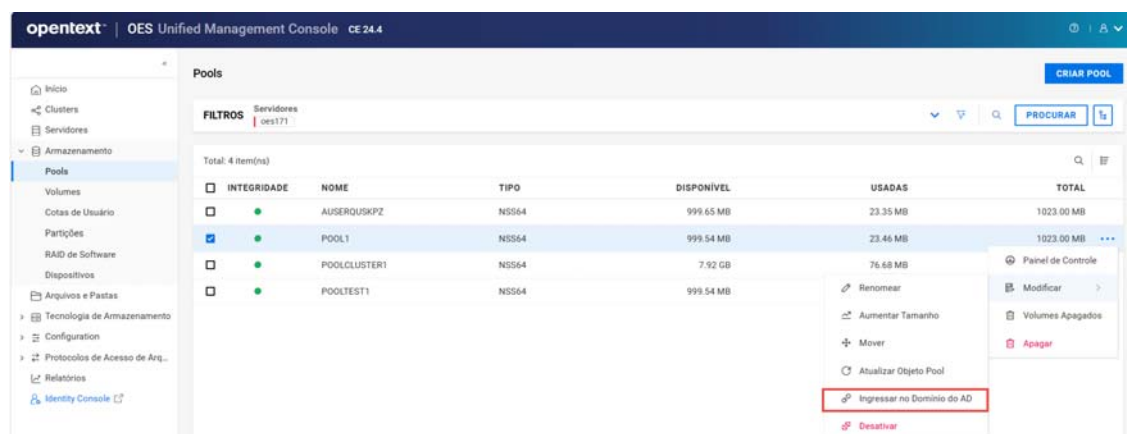 opentext™ | OES Unified Management Console CE 24.4
Início
Clusters
Servidores
Armazenamento
Pools
Volumes
Cotas de Usuário
Partições
RAID de Software
Dispositivos
Arquivos e Pastas
Tecnologia de Armazenamento
Configuration
Protocolos de Acesso de Arq...
Relatórios
Identity Console
Pools
CRIAR POOL
FILTROS Servidores
oes171
PROCURAR
Total: 4 item(ns)
INTEGRIDADE NOME TIPO DISPONÍVEL USADAS TOTAL
AUSERQUSKPZ NSS64 999.65 MB 23.35 MB 1023.00 MB
POOL1 NSS64 999.54 MB 23.46 MB 1023.00 MB
POOLCLUSTER1 NSS64 7.92 GB 76.68 MB
POOLTEST1 NSS64 999.54 MB
Painel de Controle
Modificar
Volumes Apagados
Apagar
Renomear
Aumentar Tamanho
Mover
Atualizar Objeto Pool
Ingressar no Domínio do AD
Desativar